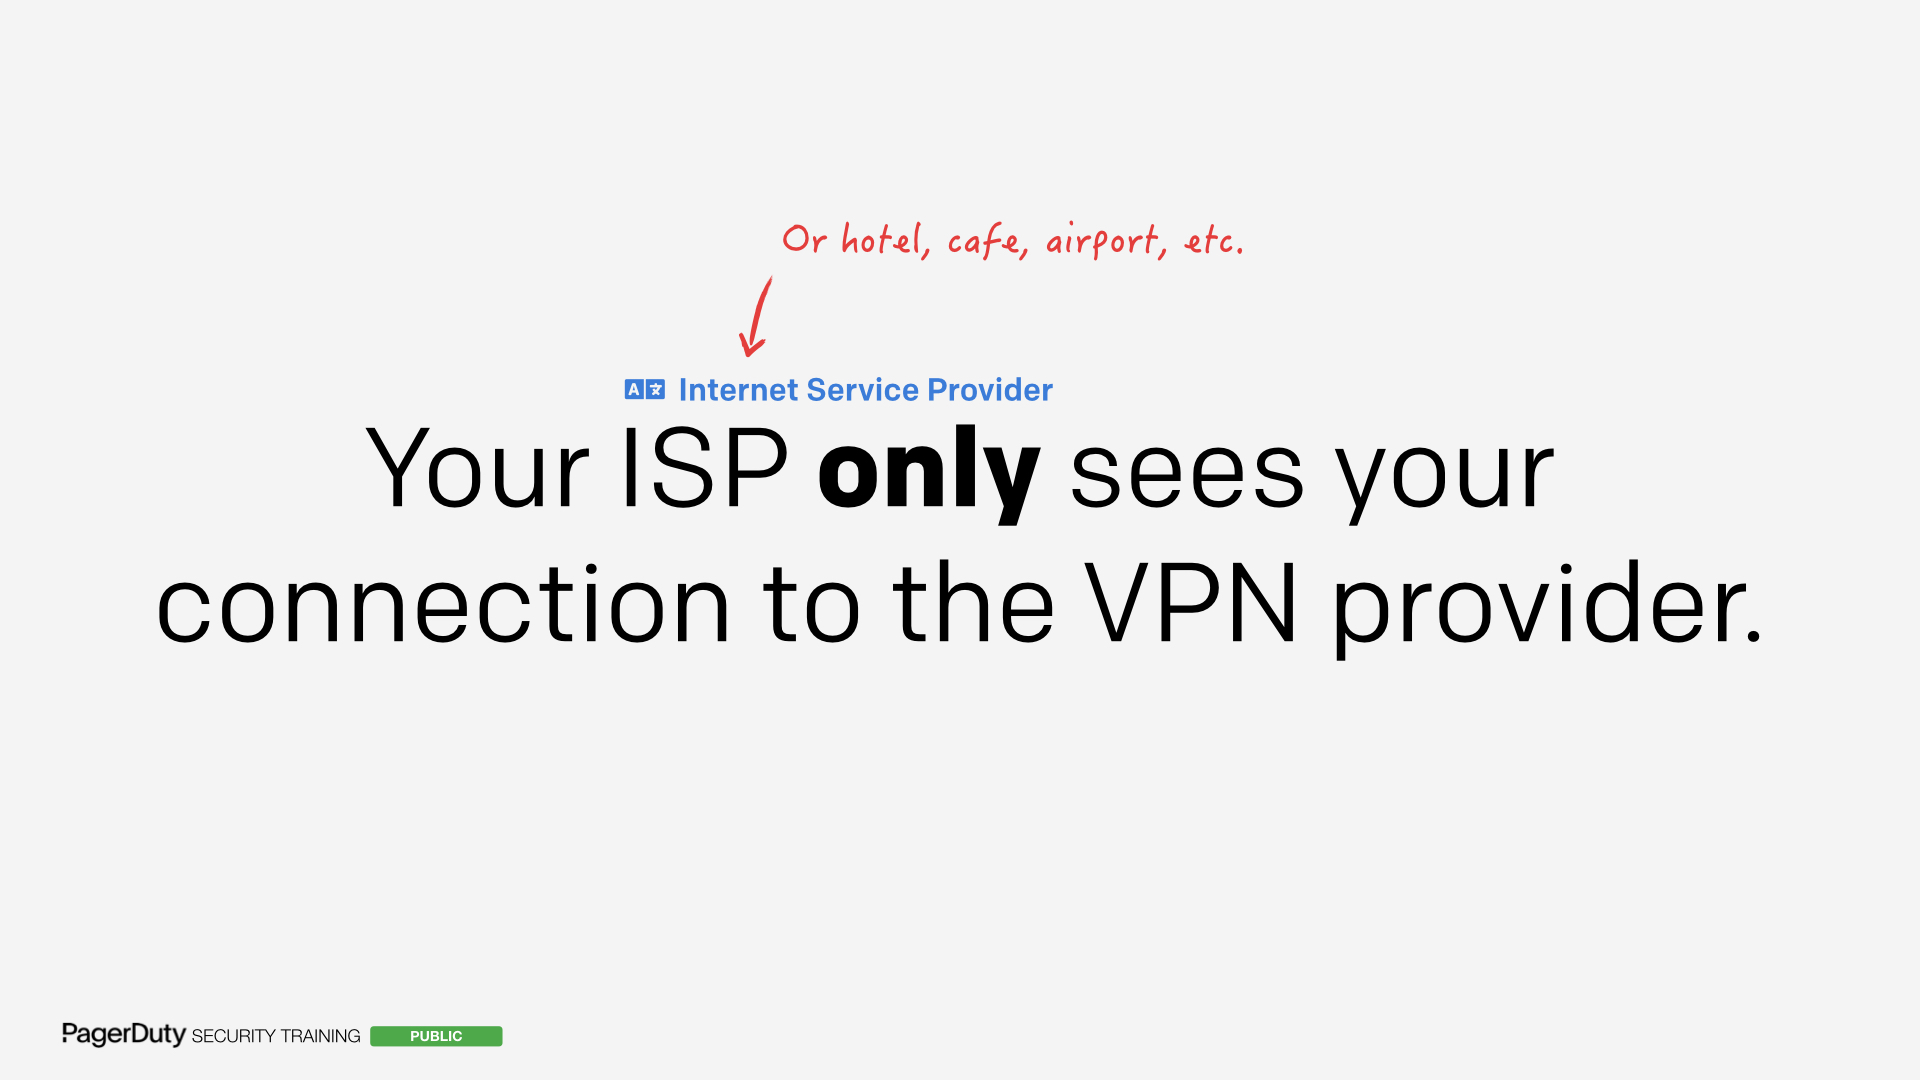 Or hotel, cafe, airport, etc.
Internet Service Provider
Your ISP only sees your
connection to the VPN provider.
PagerDuty SECURITY TRAINING PUBLIC